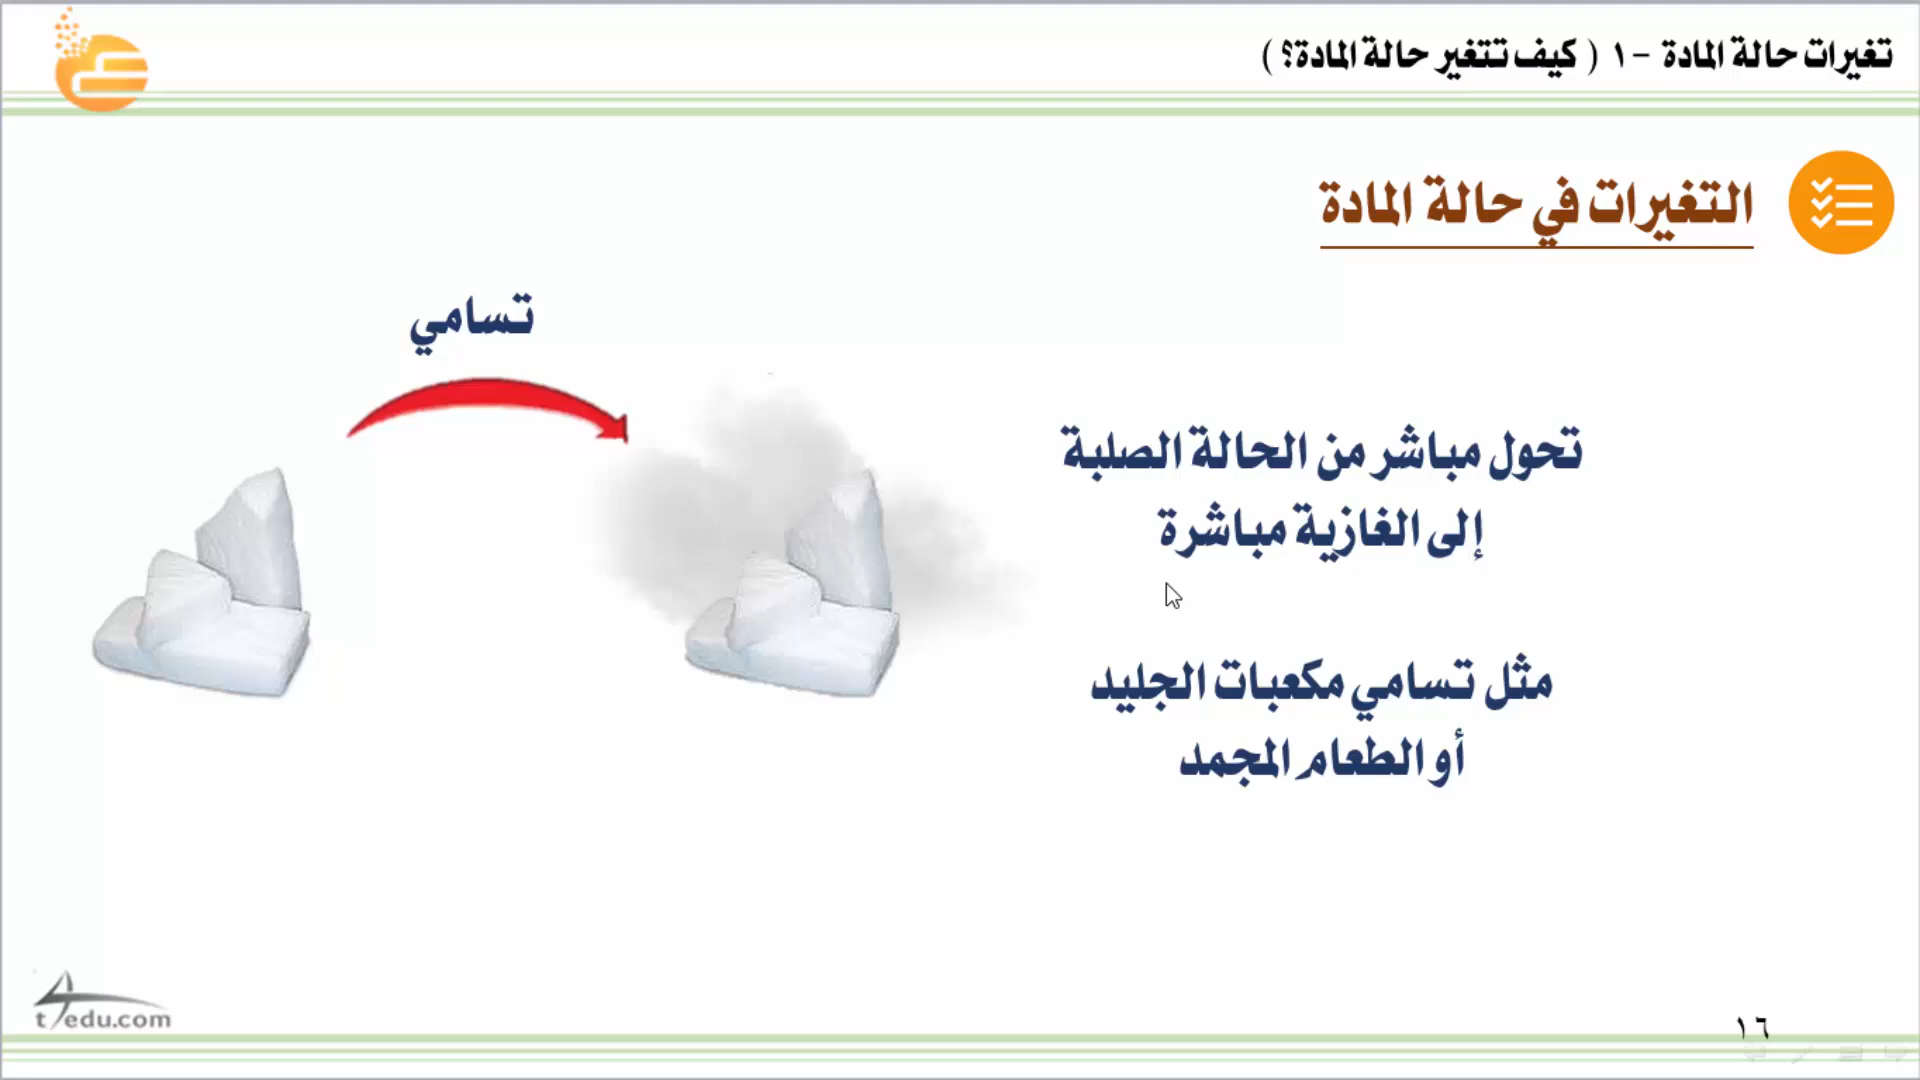 تغيرات حالة المادة - ١ ( كيف تتغير حالة المادة؟ )
التغيرات في حالة المادة
تسامي
تحول مباشر من الحالة الصلبة
إلى الغازية مباشرة
مثل تسامي مكعبات الجليد
أو الطعام المجمد
t4edu.com
١٦